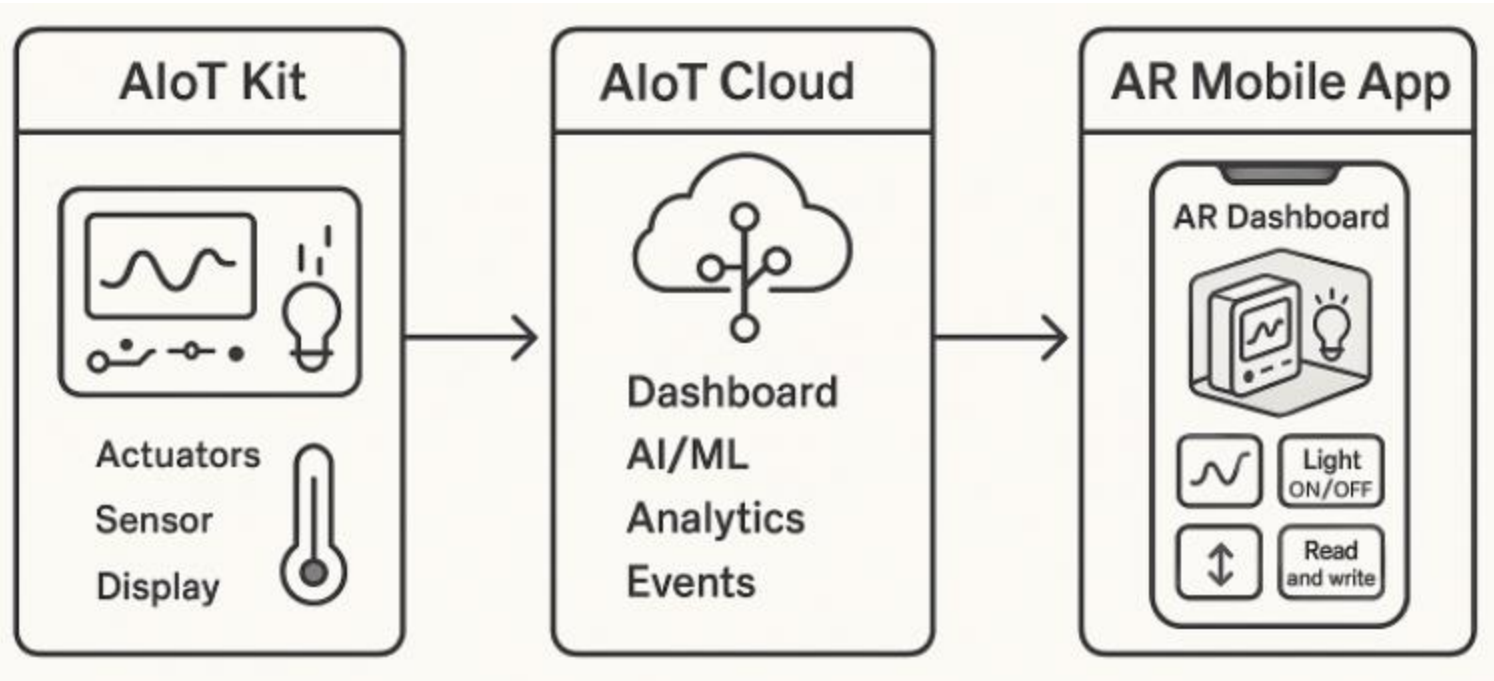 AIoT Kit
Actuators
Sensor
Display
AIoT Cloud
Dashboard
AI/ML
Analytics
Events
AR Mobile App
AR Dashboard
Light
ON/OFF
Read
and write